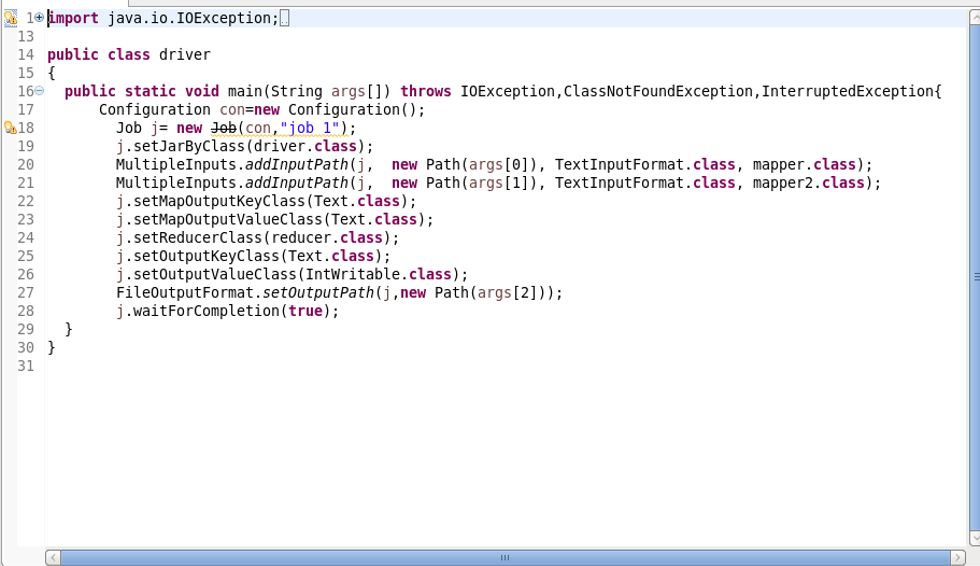 1 import java.io.IOException;
13
14 public class driver
15 {
16 public static void main(String args[]) throws IOException,ClassNotFoundException,InterruptedException{
17 Configuration con=new Configuration();
18 Job j= new Job(con,"job 1");
19 j.setJarByClass(driver.class);
20 MultipleInputs.addInputPath(j,  new Path(args[0]), TextInputFormat.class, mapper.class);
21 MultipleInputs.addInputPath(j,  new Path(args[1]), TextInputFormat.class, mapper2.class);
22 j.setMapOutputKeyClass(Text.class);
23 j.setMapOutputValueClass(Text.class);
24 j.setReducerClass(reducer.class);
25 j.setOutputKeyClass(Text.class);
26 j.setOutputValueClass(IntWritable.class);
27 FileOutputFormat.setOutputPath(j,new Path(args[2]));
28 j.waitForCompletion(true);
29 }
30 }
31